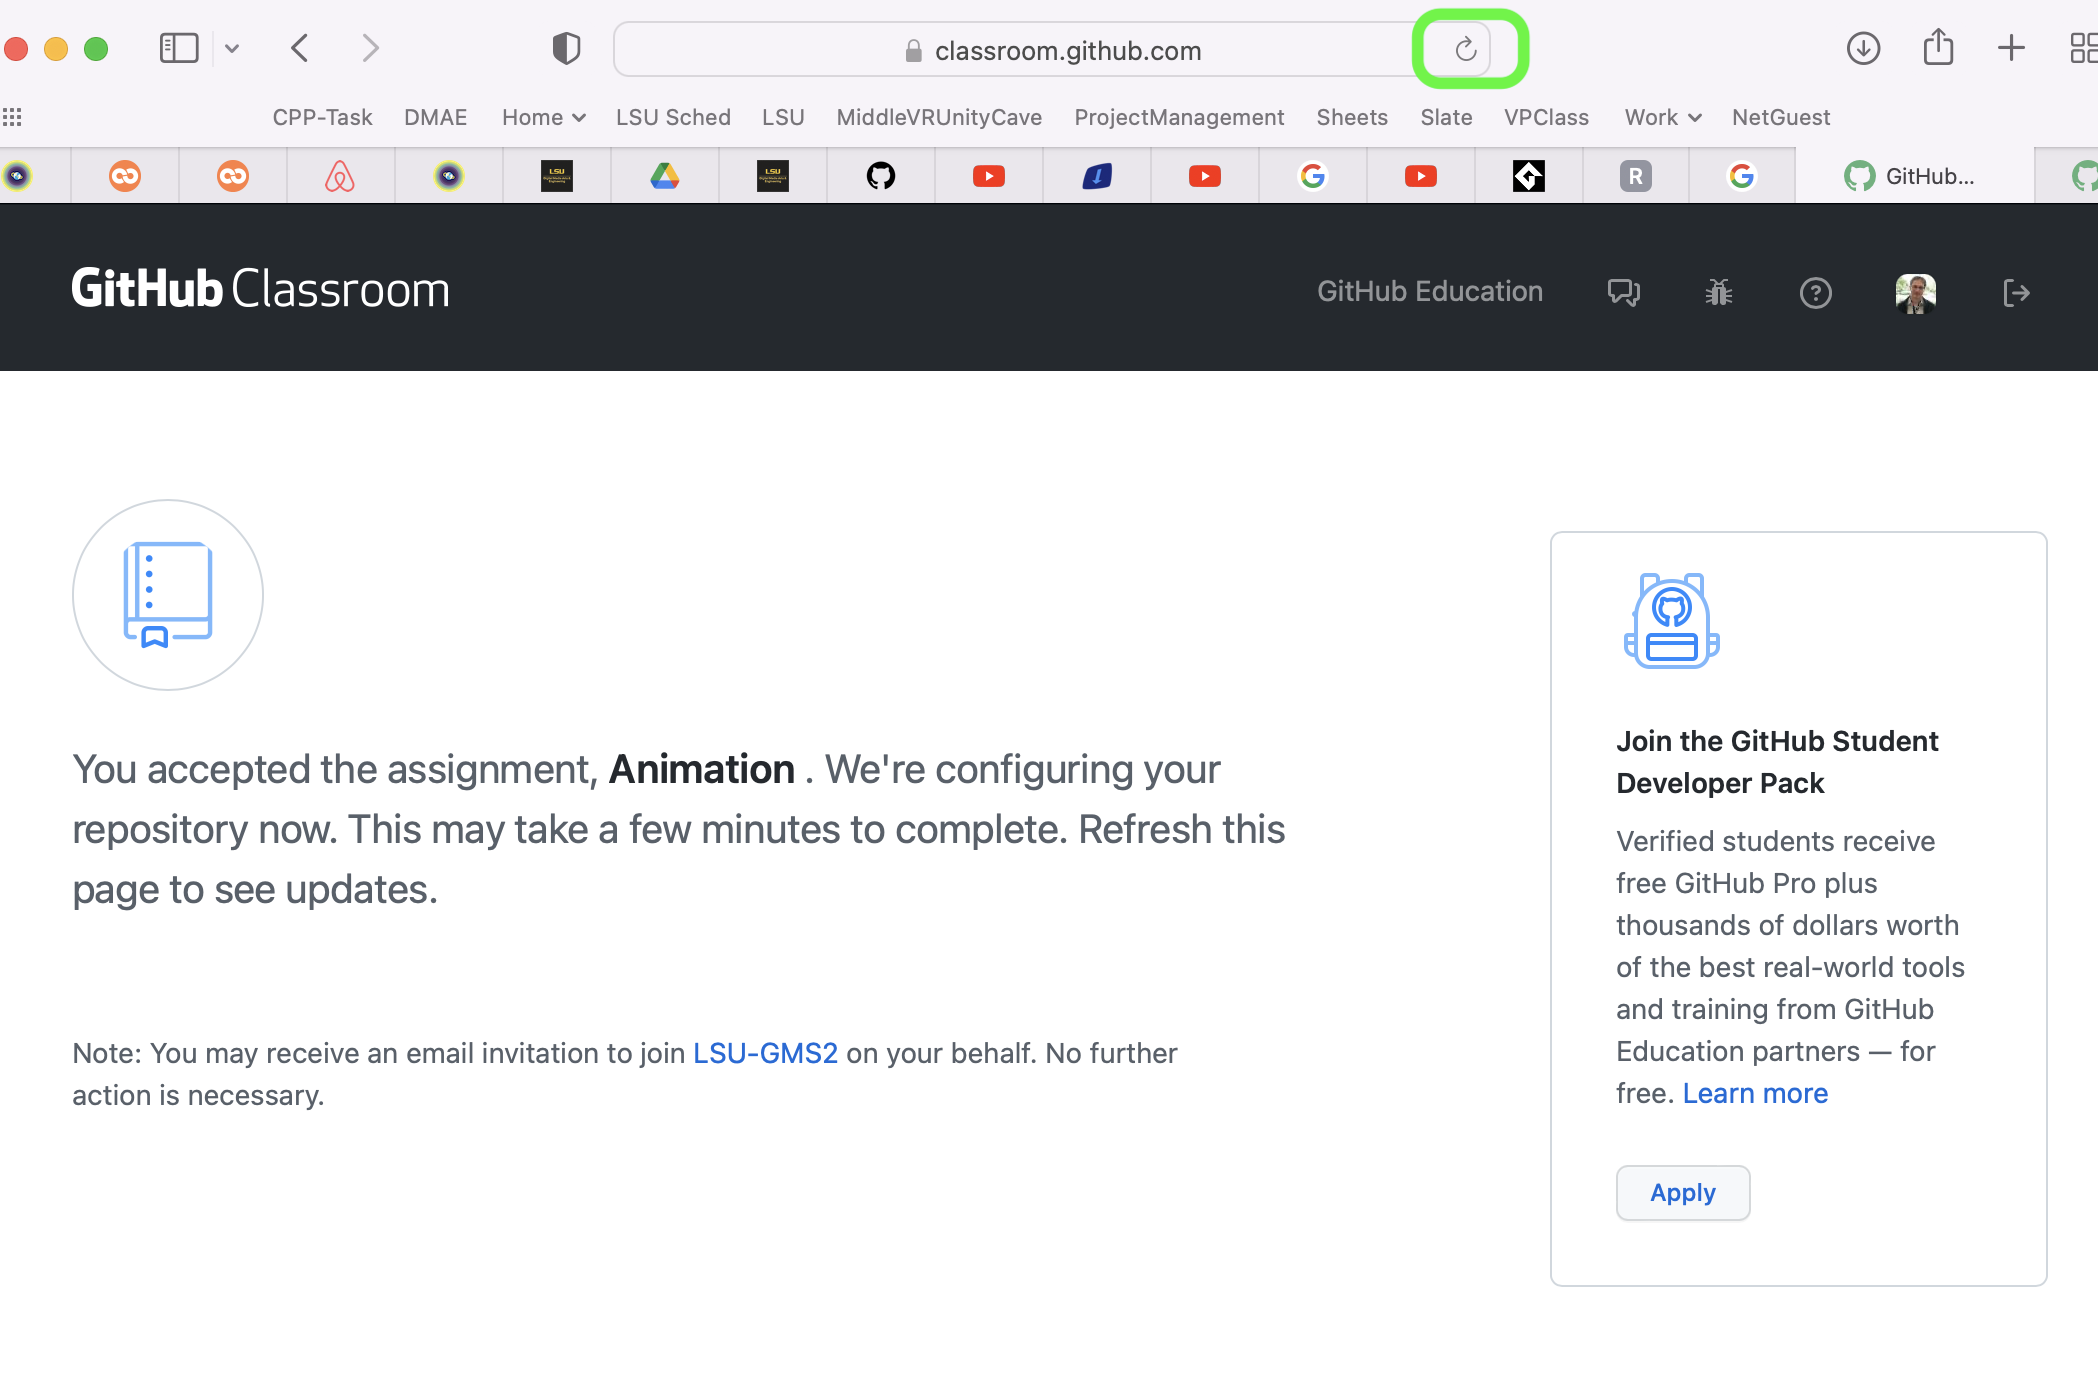 classroom.github.com
CPP-Task DMAE Home LSU Sched LSU MiddleVRUnityCave ProjectManagement Sheets Slate VPClass Work NetGuest
LSU LSU R GitHub...
GitHub Classroom GitHub Education
You accepted the assignment, Animation . We're configuring your
repository now. This may take a few minutes to complete. Refresh this
page to see updates.
Note: You may receive an email invitation to join LSU-GMS2 on your behalf. No further
action is necessary.
Join the GitHub Student
Developer Pack
Verified students receive
free GitHub Pro plus
thousands of dollars worth
of the best real-world tools
and training from GitHub
Education partners — for
free. Learn more
Apply